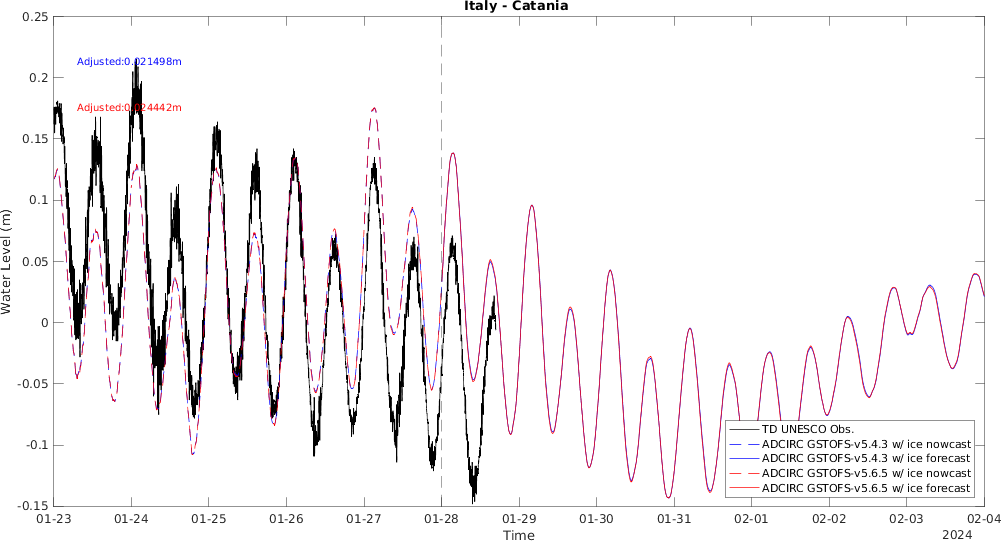 Italy - Catania
0.25
0.2
0.15
0.1
0.05
0
-0.05
-0.1
-0.15
Water Level (m)
Adjusted:0.021498m
Adjusted:0.024442m
TD UNESCO Obs.
ADCIRC GSTOFS-v5.4.3 w/ ice nowcast
ADCIRC GSTOFS-v5.4.3 w/ ice forecast
ADCIRC GSTOFS-v5.6.5 w/ ice nowcast
ADCIRC GSTOFS-v5.6.5 w/ ice forecast
01-23 01-24 01-25 01-26 01-27 01-28 01-29 01-30 01-31 02-01 02-02 02-03 02-04
Time
2024